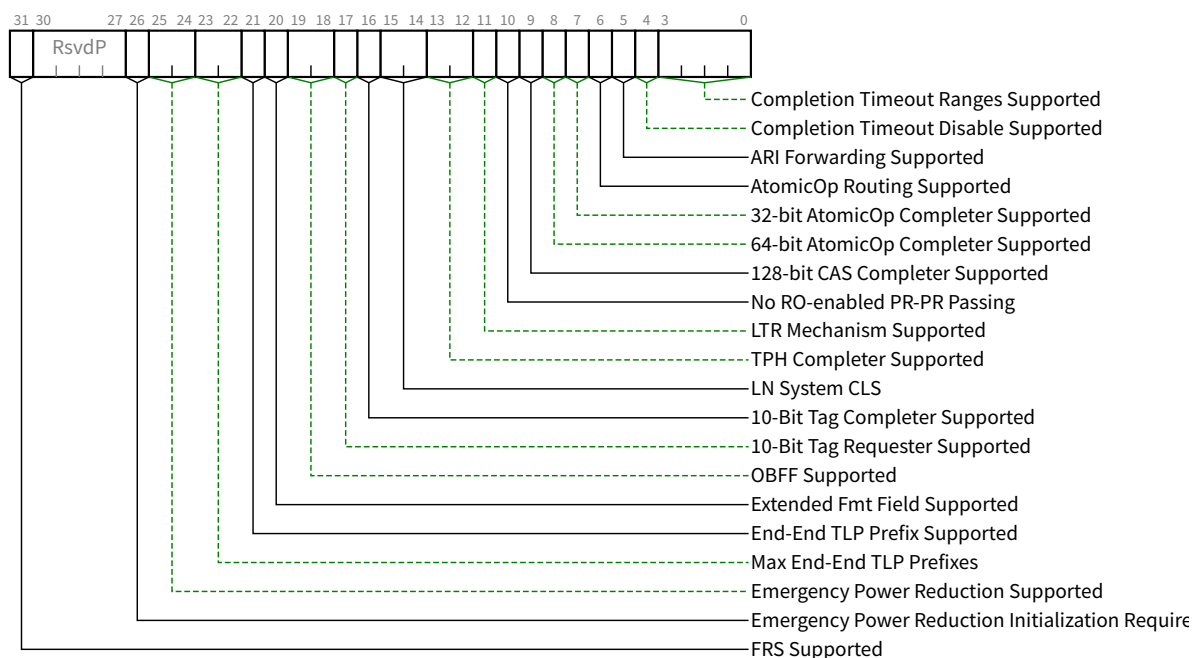 31 30 27 26 25 24 23 22 21 20 19 18 17 16 15 14 13 12 11 10 9 8 7 6 5 4 3 0
RsvdP
Completion Timeout Ranges Supported
Completion Timeout Disable Supported
ARI Forwarding Supported
AtomicOp Routing Supported
32-bit AtomicOp Completer Supported
64-bit AtomicOp Completer Supported
128-bit CAS Completer Supported
No RO-enabled PR-PR Passing
LTR Mechanism Supported
TPH Completer Supported
LN System CLS
10-Bit Tag Completer Supported
10-Bit Tag Requester Supported
OBFF Supported
Extended Fmt Field Supported
End-End TLP Prefix Supported
Max End-End TLP Prefixes
Emergency Power Reduction Supported
Emergency Power Reduction Initialization Require
FRS Supported